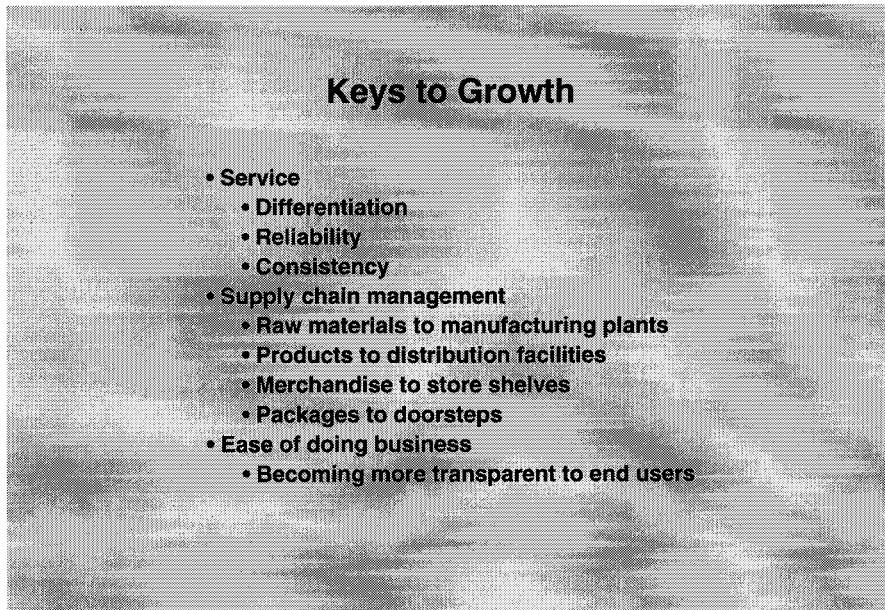 Keys to Growth
• Service
• Differentiation
• Reliability
• Consistency
• Supply chain management
• Raw materials to manufacturing plants
• Products to distribution facilities
• Merchandise to store shelves
• Packages to doorsteps
• Ease of doing business
• Becoming more transparent to end users